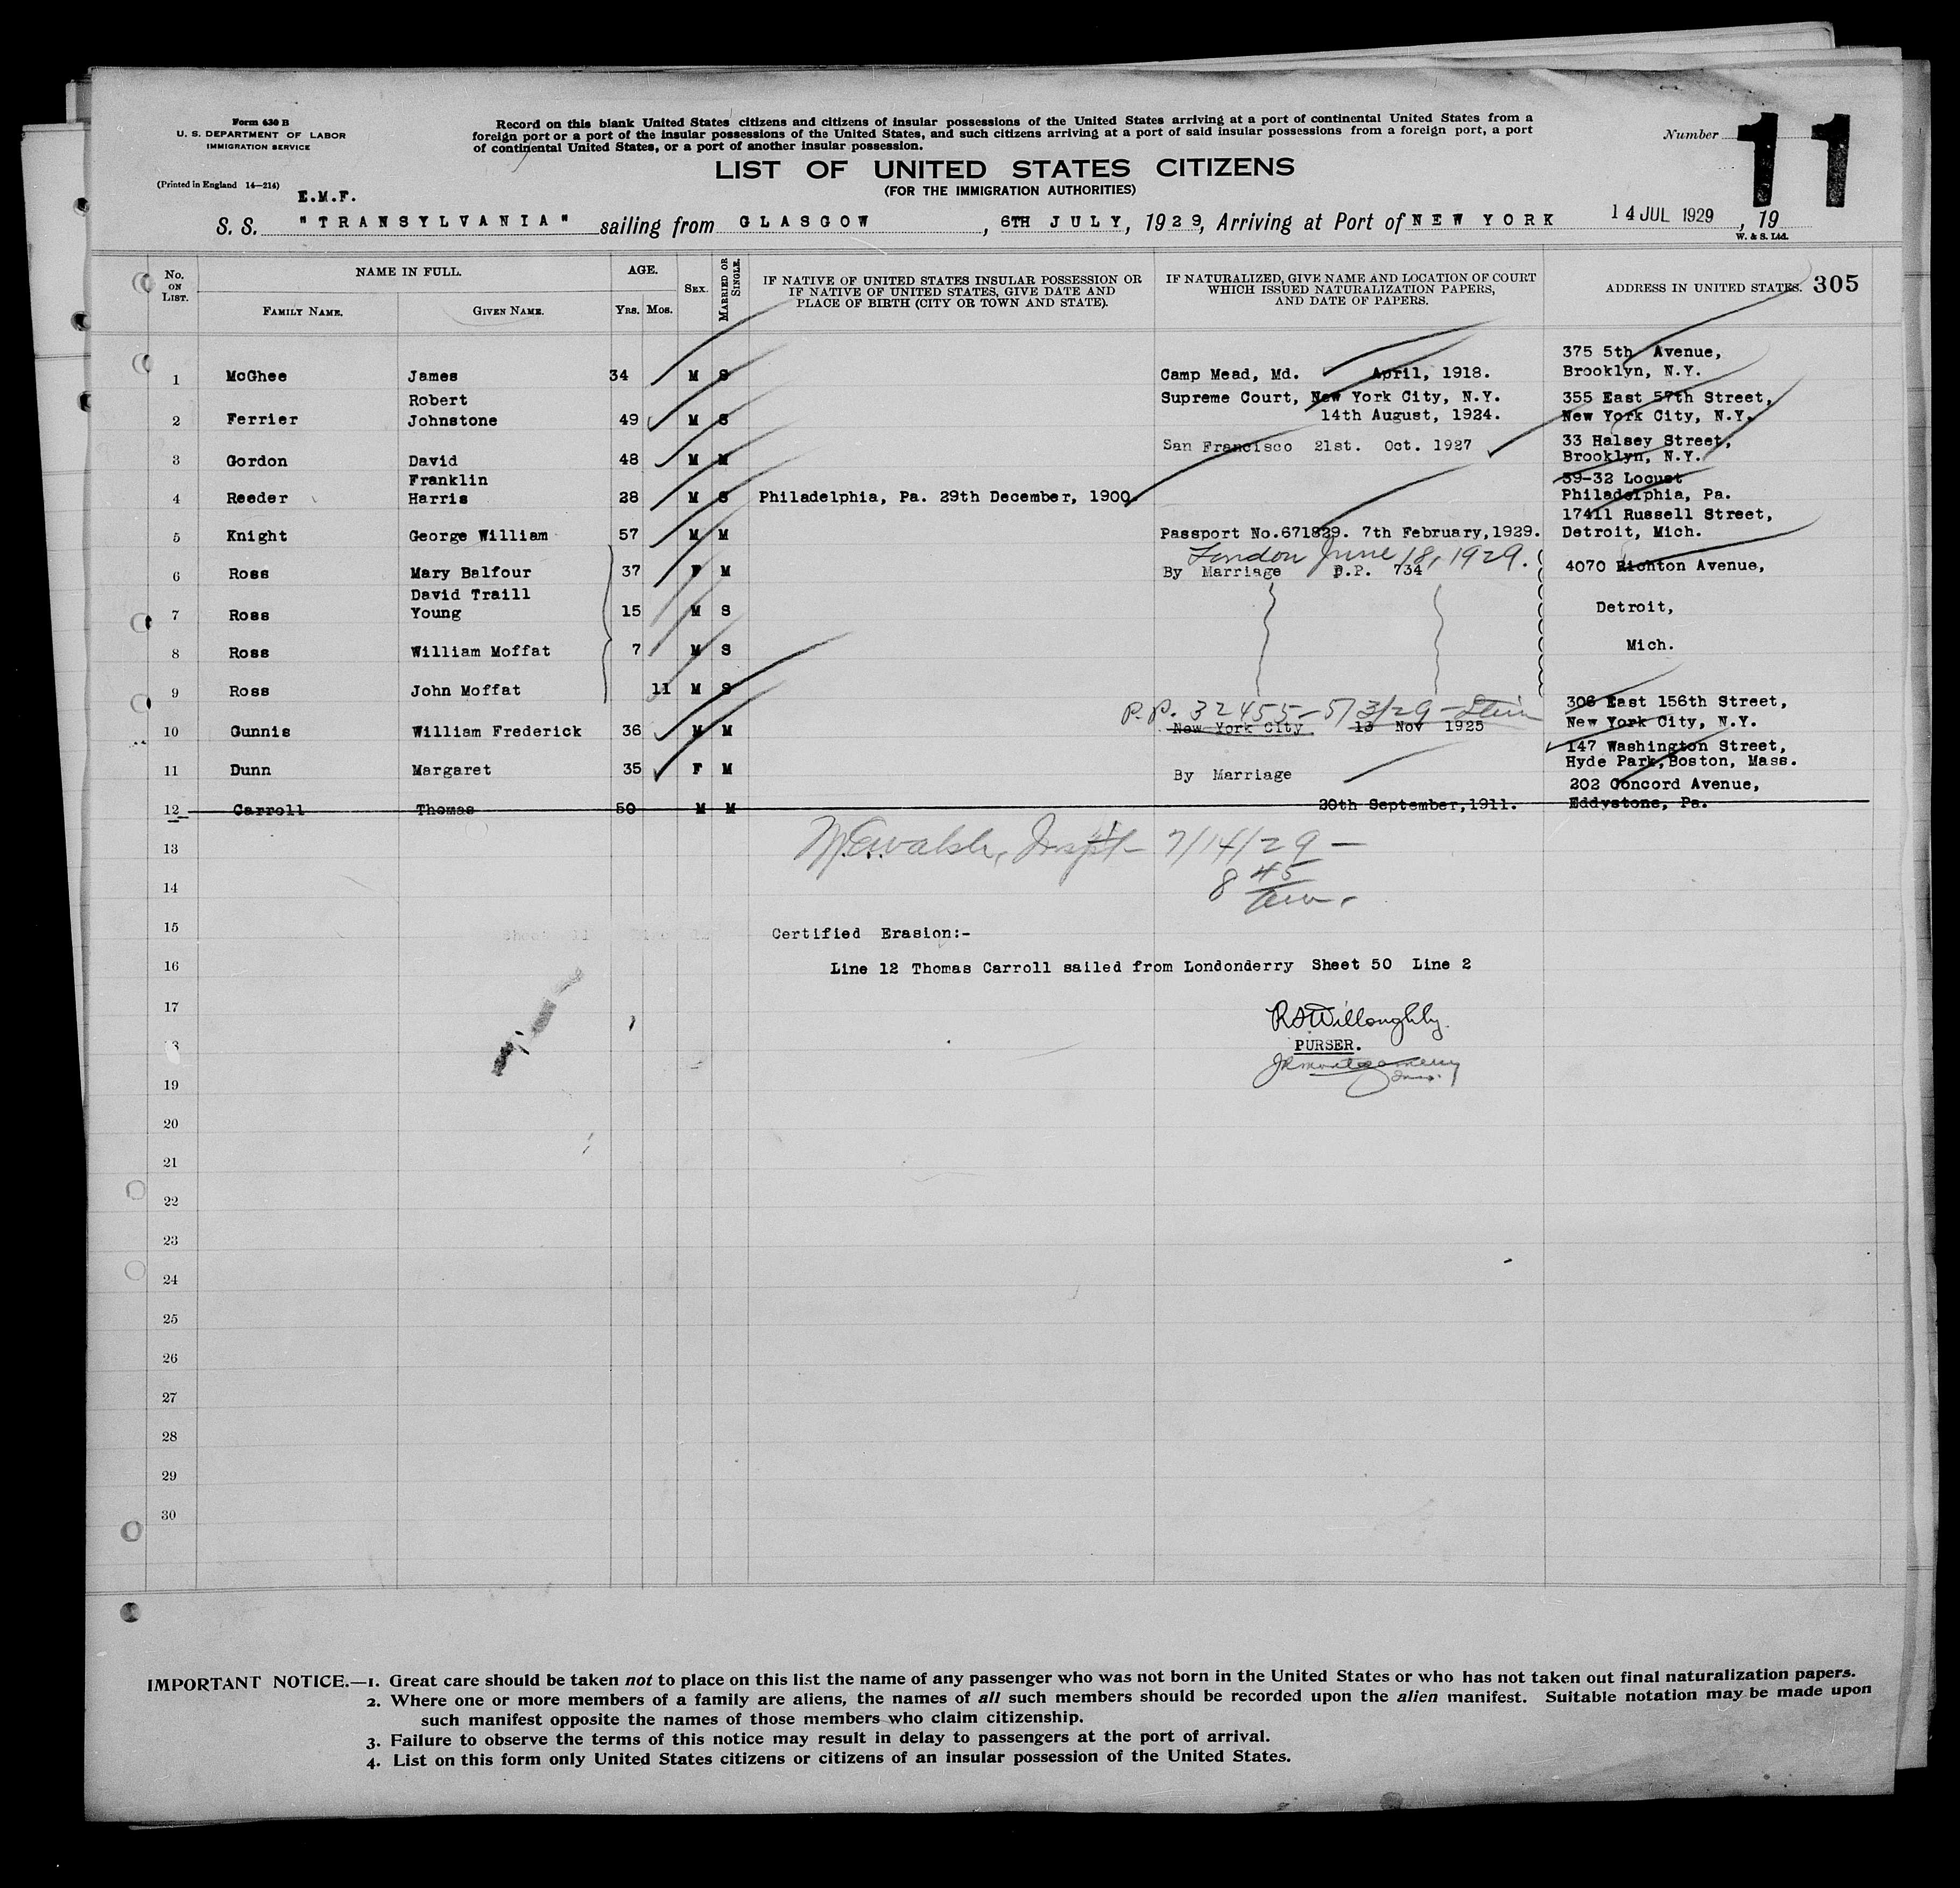 Form 630 B
U. S. DEPARTMENT OF LABOR
IMMIGRATION SERVICE
(Printed in England 14—214)
Record on this blank United States citizens and citizens of insular possessions of the United States arriving at a port of continental United States from a
foreign port or a port of the insular possessions of the United States, and such citizens arriving at a port of said insular possessions from a foreign port, a port
of continental United States, or a port of another insular possession.
Number 11
LIST OF UNITED STATES CITIZENS
(FOR THE IMMIGRATION AUTHORITIES)
E.M.F.
S. S. "TRANSYLVANIA" sailing from GLASGOW, 6TH JULY, 1929, Arriving at Port of NEW YORK 14 JUL 1929, 19
W. & S. Ltd.
No. ON LIST. NAME IN FULL. FAMILY NAME. GIVEN NAME. AGE. YRS. MOS. SEX. MARRIED OR SINGLE.
IF NATIVE OF UNITED STATES INSULAR POSSESSION OR
IF NATIVE OF UNITED STATES, GIVE DATE AND
PLACE OF BIRTH (CITY OR TOWN AND STATE).
IF NATURALIZED, GIVE NAME AND LOCATION OF COURT
WHICH ISSUED NATURALIZATION PAPERS,
AND DATE OF PAPERS.
ADDRESS IN UNITED STATES. 305
375 5th Avenue,
1 McGhee James 34 M S Camp Mead, Md. April, 1918. Brooklyn, N.Y.
Robert Supreme Court, New York City, N.Y. 355 East 57th Street,
2 Ferrier Johnstone 49 M S 14th August, 1924. New York City, N.Y.
San Francisco 21st. Oct. 1927 33 Halsey Street,
3 Gordon David 48 M M Brooklyn, N.Y.
Franklin 39-32 Locust
4 Reeder Harris 28 M S Philadelphia, Pa. 29th December, 1900. Philadelphia, Pa.
17411 Russell Street,
5 Knight George William 57 M M Passport No.671829. 7th February,1929. Detroit, Mich.
London June 18, 1929.
6 Ross Mary Balfour 37 F M By Marriage P.P. 734 4070 Richton Avenue,
David Traill
7 Ross Young 15 M S Detroit,
8 Ross William Moffat 7 M S Mich.
9 Ross John Moffat 11 M S
P.P. 32455-5/3/29- 306 East 156th Street,
10 Gunnis William Frederick 36 M M New York City 13 Nov 1925 New York City, N.Y.
147 Washington Street,
11 Dunn Margaret 35 F M By Marriage Hyde Park, Boston, Mass.
202 Concord Avenue,
12 Carroll Thomas 50 M M 20th September,1911. Eddystone, Pa.
13 Walsh, Inspt- 7/14/29-
14 8 45
15 Certified Erasion:-
16 Line 12 Thomas Carroll sailed from Londonderry Sheet 50 Line 2
17 Willoughby
PURSER.
Montgomery
19
20
21
22
23
24
25
26
27
28
29
30
IMPORTANT NOTICE.—1. Great care should be taken not to place on this list the name of any passenger who was not born in the United States or who has not taken out final naturalization papers.
2. Where one or more members of a family are aliens, the names of all such members should be recorded upon the alien manifest. Suitable notation may be made upon
such manifest opposite the names of those members who claim citizenship.
3. Failure to observe the terms of this notice may result in delay to passengers at the port of arrival.
4. List on this form only United States citizens or citizens of an insular possession of the United States.